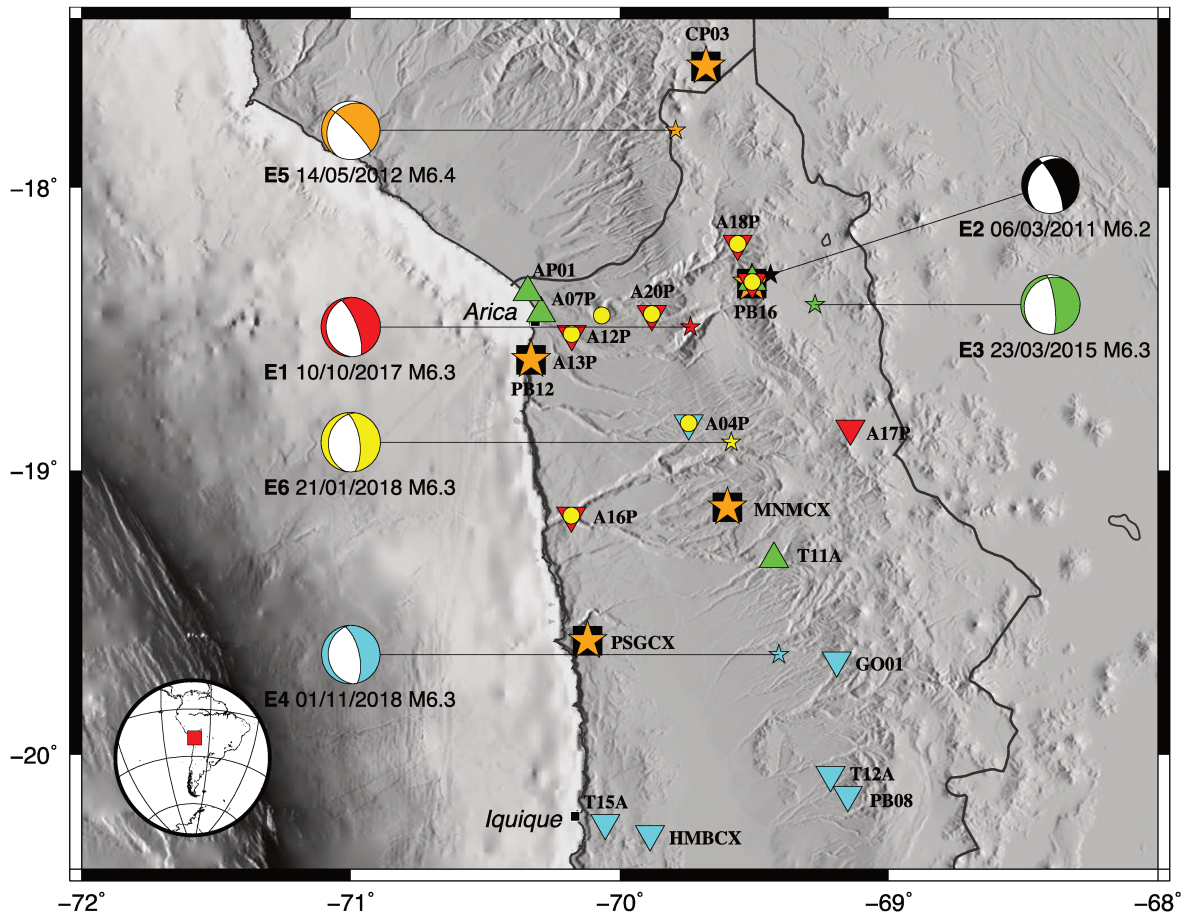 CP03
E5 14/05/2012 M6.4
−18˚
A18P
E2 06/03/2011 M6.2
AP01
A07P
A20P
Arica
PB16
A12P
E3 23/03/2015 M6.3
A13P
E1 10/10/2017 M6.3
PB12
A04P
A17P
−19˚
E6 21/01/2018 M6.3
MNMCX
A16P
T11A
PSGCX
GO01
E4 01/11/2018 M6.3
−20˚
T12A
PB08
T15A
Iquique
HMBCX
−72˚ −71˚ −70˚ −69˚ −68˚